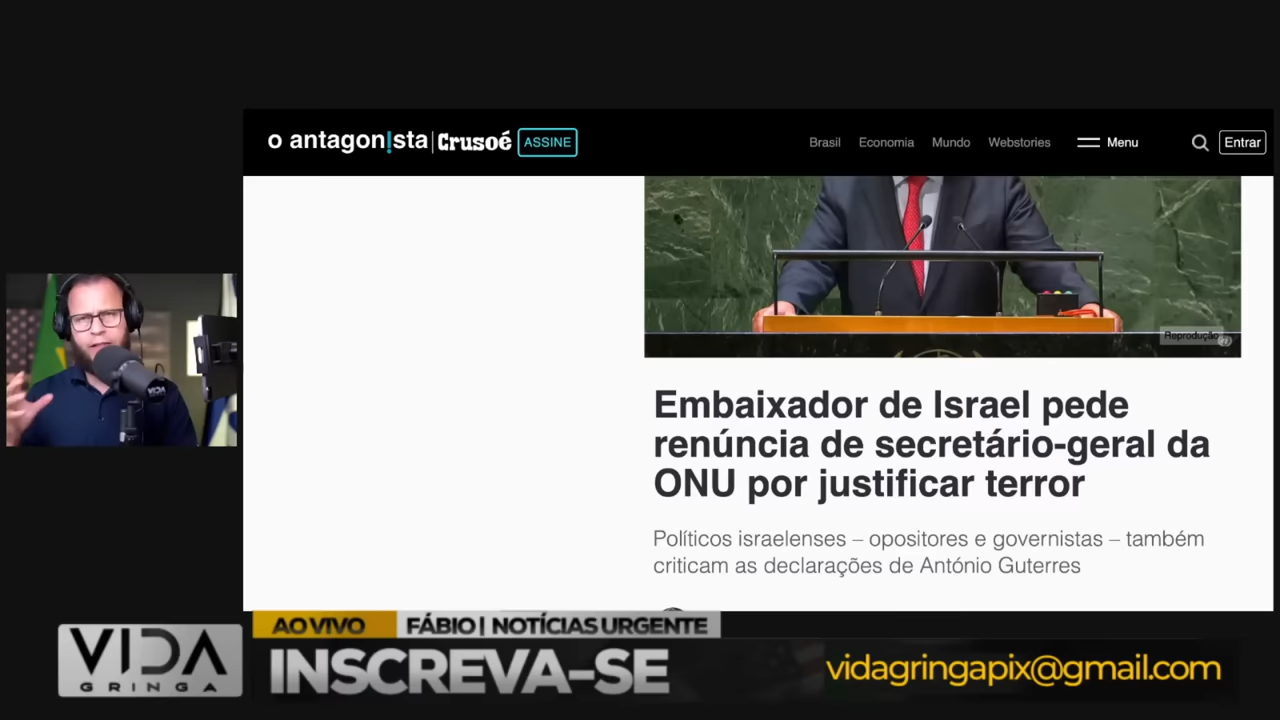 o antagonista | Crusoé ASSINE Brasil Economia Mundo Webstories Menu Entrar
Reprodução
Embaixador de Israel pede
renúncia de secretário-geral da
ONU por justificar terror
Políticos israelenses – opositores e governistas – também
criticam as declarações de António Guterres
VIDA
AO VIVO FÁBIO | NOTÍCIAS URGENTE
VIDA
GRINGA
INSCREVA-SE
vidagringapix@gmail.com